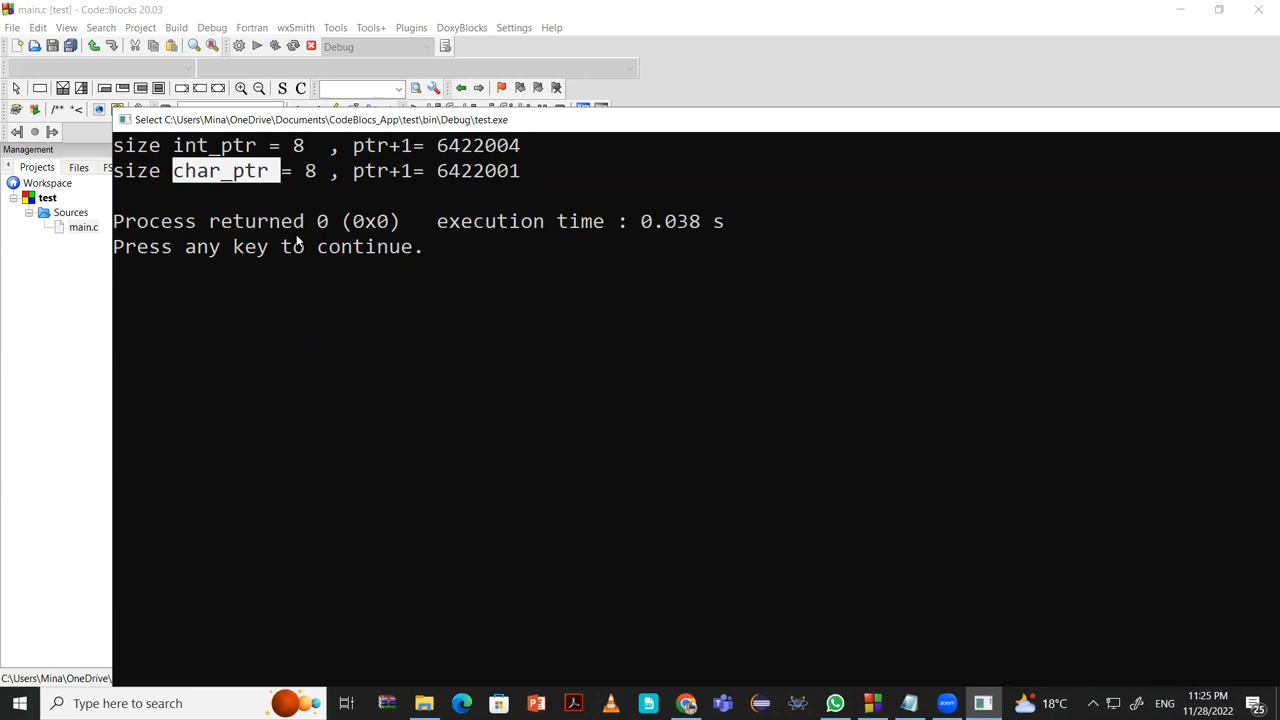 main.c [test] - Code::Blocks 20.03
File Edit View Search Project Build Debug Fortran wxSmith Tools Tools+ Plugins DoxyBlocks Settings Help
Debug
S C
/** *<
Management
Select C:\Users\Mina\OneDrive\Documents\CodeBlocs_App\test\bin\Debug\test.exe
Projects Files FS
Workspace
test
Sources
main.c
size int_ptr = 8 , ptr+1= 6422004
size char_ptr = 8 , ptr+1= 6422001
Process returned 0 (0x0) execution time : 0.038 s
Press any key to continue.
C:\Users\Mina\OneDrive\
Type here to search
zoom
18°C
ENG
11:25 PM
11/28/2022
25